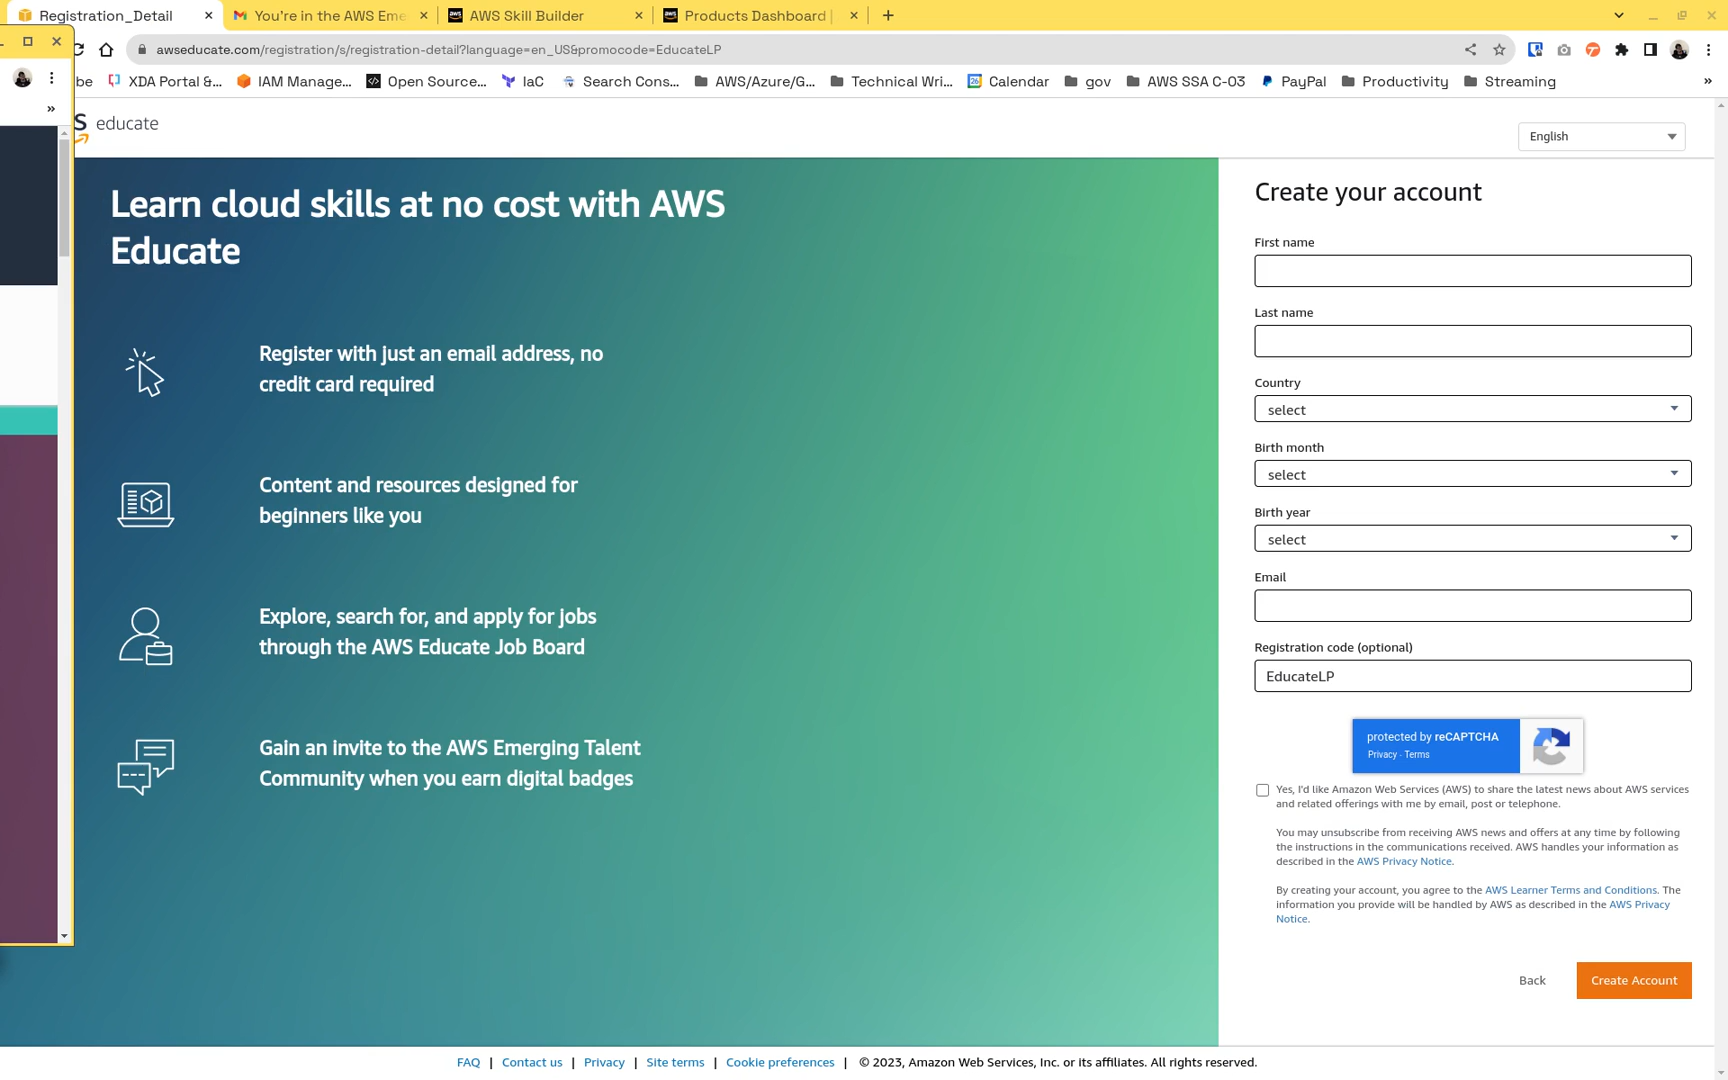 Registration_Detail
You're in the AWS Eme
AWS Skill Builder
Products Dashboard |
awseducate.com/registration/s/registration-detail?language=en_US&promocode=EducateLP
be
XDA Portal &...
IAM Manage...
Open Source...
IaC
Search Cons...
AWS/Azure/G...
Technical Wri...
Calendar
gov
AWS SSA C-03
PayPal
Productivity
Streaming
»
»
s educate
English
Learn cloud skills at no cost with AWS
Educate
Register with just an email address, no
credit card required
Content and resources designed for
beginners like you
Explore, search for, and apply for jobs
through the AWS Educate Job Board
Gain an invite to the AWS Emerging Talent
Community when you earn digital badges
Create your account
First name
Last name
Country
select
Birth month
select
Birth year
select
Email
Registration code (optional)
EducateLP
protected by reCAPTCHA
Privacy - Terms
Yes, I'd like Amazon Web Services (AWS) to share the latest news about AWS services
and related offerings with me by email, post or telephone.
You may unsubscribe from receiving AWS news and offers at any time by following
the instructions in the communications received. AWS handles your information as
described in the AWS Privacy Notice.
By creating your account, you agree to the AWS Learner Terms and Conditions. The
information you provide will be handled by AWS as described in the AWS Privacy
Notice.
Back
Create Account
FAQ | Contact us | Privacy | Site terms | Cookie preferences | © 2023, Amazon Web Services, Inc. or its affiliates. All rights reserved.